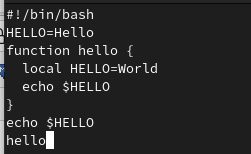 #!/bin/bash
HELLO=Hello
function hello {
  local HELLO=World
  echo $HELLO
}
echo $HELLO
hello